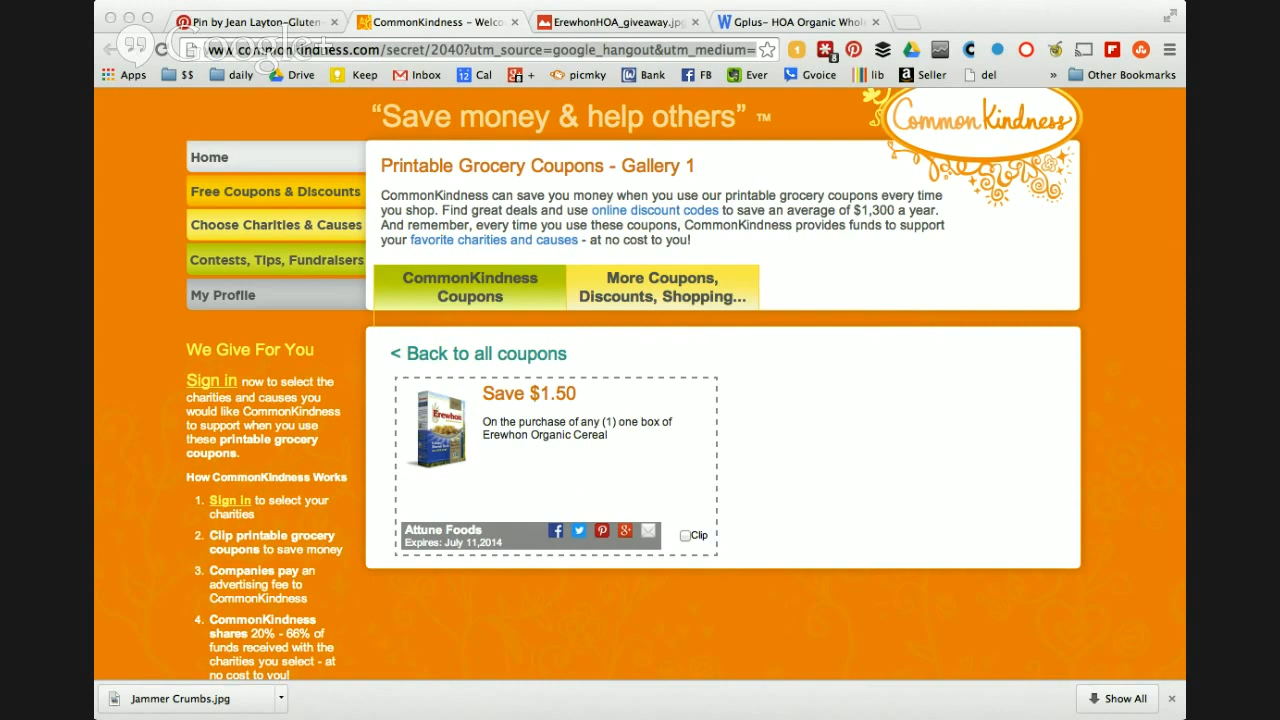 Pin by Jean Layton-Gluten-
CommonKindness – Welco
ErewhonHOA_giveaway.jpg
Gplus- HOA Organic Whol
/secret/2040?utm_source=google_hangout&utm_medium=
Google+
Apps $$ daily Drive Keep Inbox 12 Cal + picmky Bank FB Ever Gvoice lib Seller del » Other Bookmarks
“Save money & help others” ™
CommonKindness
Home
Free Coupons & Discounts
Choose Charities & Causes
Contests, Tips, Fundraisers
My Profile
Printable Grocery Coupons - Gallery 1
CommonKindness can save you money when you use our printable grocery coupons every time
you shop. Find great deals and use online discount codes to save an average of $1,300 a year.
And remember, every time you use these coupons, CommonKindness provides funds to support
your favorite charities and causes - at no cost to you!
CommonKindness
Coupons
More Coupons,
Discounts, Shopping...
We Give For You
Sign in now to select the
charities and causes you
would like CommonKindness
to support when you use
these printable grocery
coupons.
How CommonKindness Works
1. Sign in to select your
charities
2. Clip printable grocery
coupons to save money
3. Companies pay an
advertising fee to
CommonKindness
4. CommonKindness
shares 20% - 66% of
funds received with the
charities you select - at
no cost to you!
< Back to all coupons
Save $1.50
On the purchase of any (1) one box of
Erewhon Organic Cereal
Erewhon
Attune Foods
Expires: July 11,2014
Clip
Jammer Crumbs.jpg
Show All